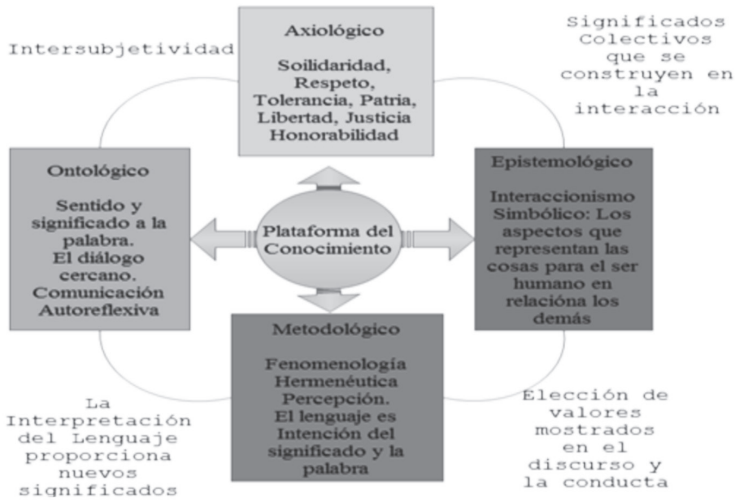 Intersubjetividad
Axiológico
Soilidaridad,
Respeto,
Tolerancia, Patria,
Libertad, Justicia
Honorabilidad
Significados
Colectivos
que se
construyen en
la
interacción
Ontológico
Sentido y
significado a la
palabra.
El diálogo
cercano.
Comunicación
Autoreflexiva
Plataforma del
Conocimiento
Epistemológico
Interaccionismo
Simbólico: Los
aspectos que
representan las
cosas para el ser
humano en
relacióna los
demás
Metodológico
Fenomenología
Hermenéutica
Percepción.
El lenguaje es
Intención del
significado y la
palabra
La
Interpretación
del Lenguaje
proporciona
nuevos
significados
Elección de
valores
mostrados
en el
discurso y
la conducta